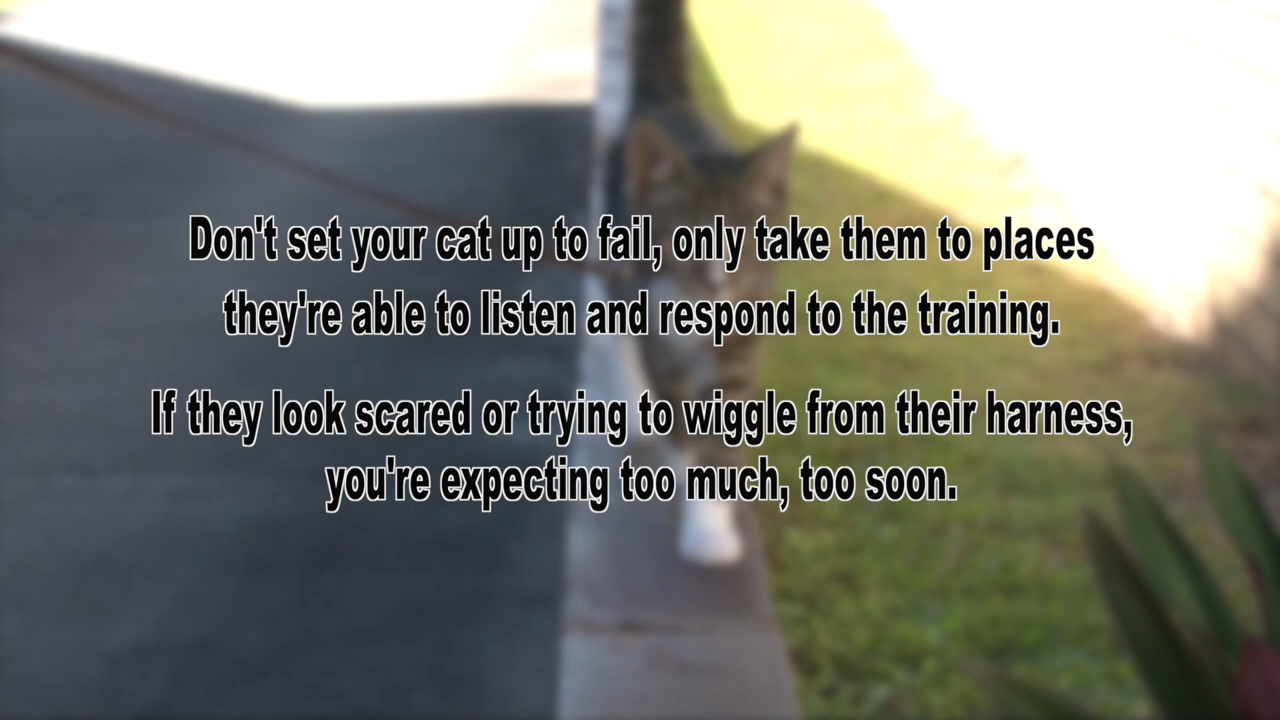 Don't set your cat up to fail, only take them to places
they're able to listen and respond to the training.
If they look scared or trying to wiggle from their harness,
you're expecting too much, too soon.